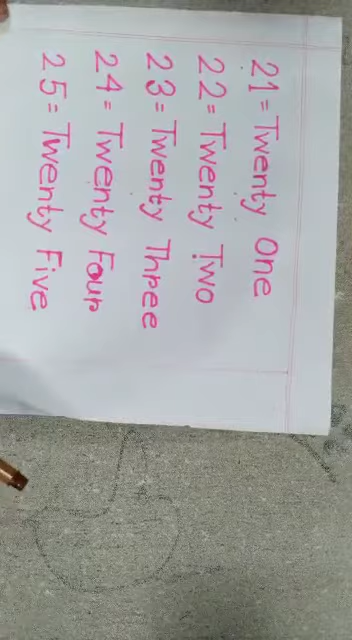 21 = Twenty One
22 = Twenty Two
23 = Twenty Three
24 = Twenty Four
25 = Twenty Five